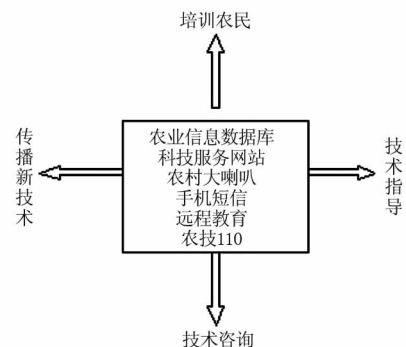 培训农民
传播新技术
农业信息数据库
科技服务网站
农村大喇叭
手机短信
远程教育
农技110
技术指导
技术咨询